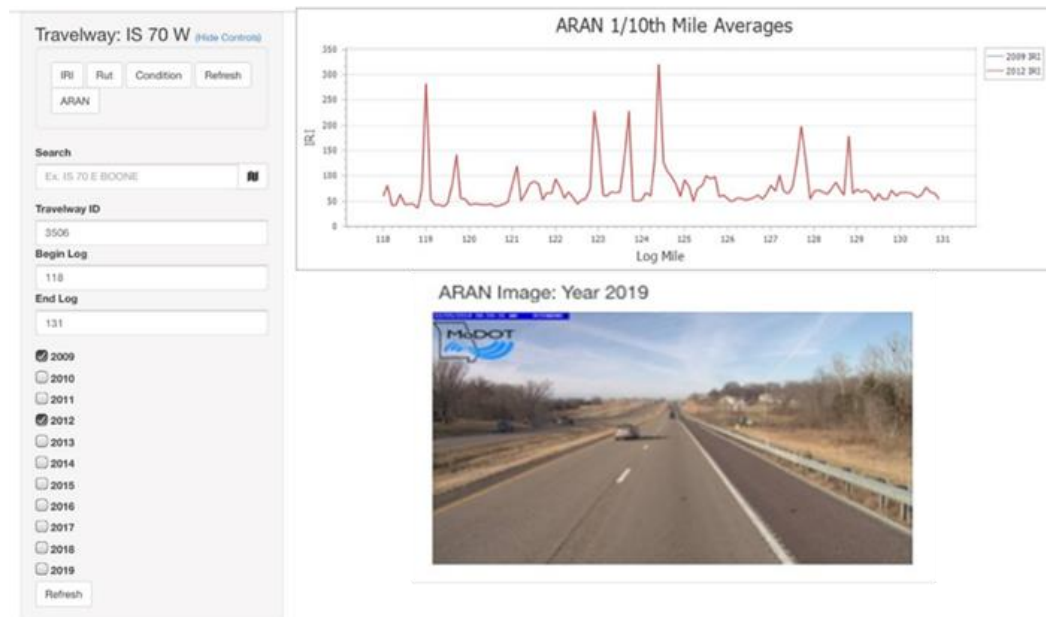 Travelway: IS 70 W (Hide Controls)
IRI Rut Condition Refresh
ARAN
Search
Ex. IS 70 E BOONE
Travelway ID
3506
Begin Log
118
End Log
131
2009
2010
2011
2012
2013
2014
2015
2016
2017
2018
2019
Refresh
ARAN 1/10th Mile Averages
350
300
250
200
150
100
50
0
IRI
118 119 120 121 122 123 124 125 126 127 128 129 130 131
Log Mile
2009 IRI
2012 IRI
ARAN Image: Year 2019
MoDOT